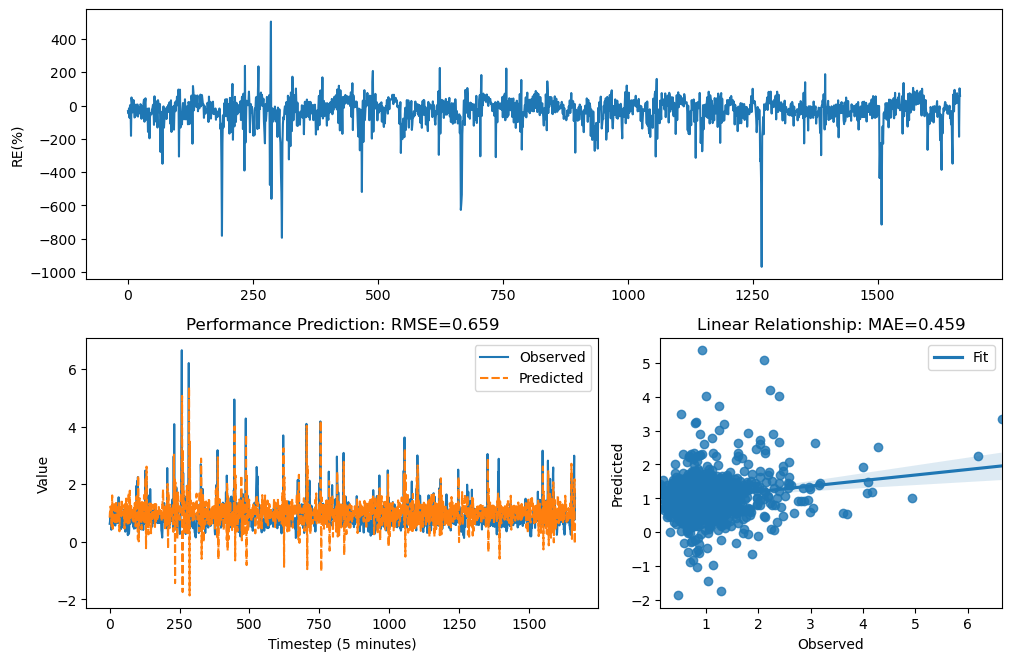 400
200
0
−200
−400
−600
−800
−1000
RE(%)
0 250 500 750 1000 1250 1500
Performance Prediction: RMSE=0.659
Observed
Predicted
6
4
2
0
−2
Value
0 250 500 750 1000 1250 1500
Timestep (5 minutes)
Linear Relationship: MAE=0.459
Fit
5
4
3
2
1
0
−1
−2
Predicted
1 2 3 4 5 6
Observed